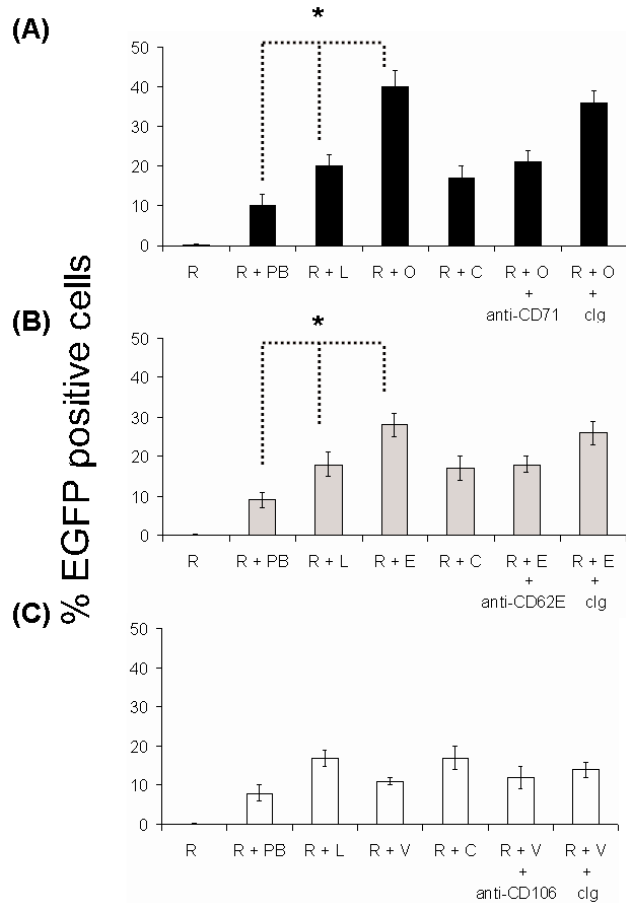 (A)
*
50
40
30
20
10
0
R
R + PB
R + L
R + O
R + C
R + O
+
anti-CD71
R + O
+
cIg
% EGFP positive cells
(B)
*
50
40
30
20
10
0
R
R + PB
R + L
R + E
R + C
R + E
+
anti-CD62E
R + E
+
cIg
(C)
50
40
30
20
10
0
R
R + PB
R + L
R + V
R + C
R + V
+
anti-CD106
R + V
+
cIg